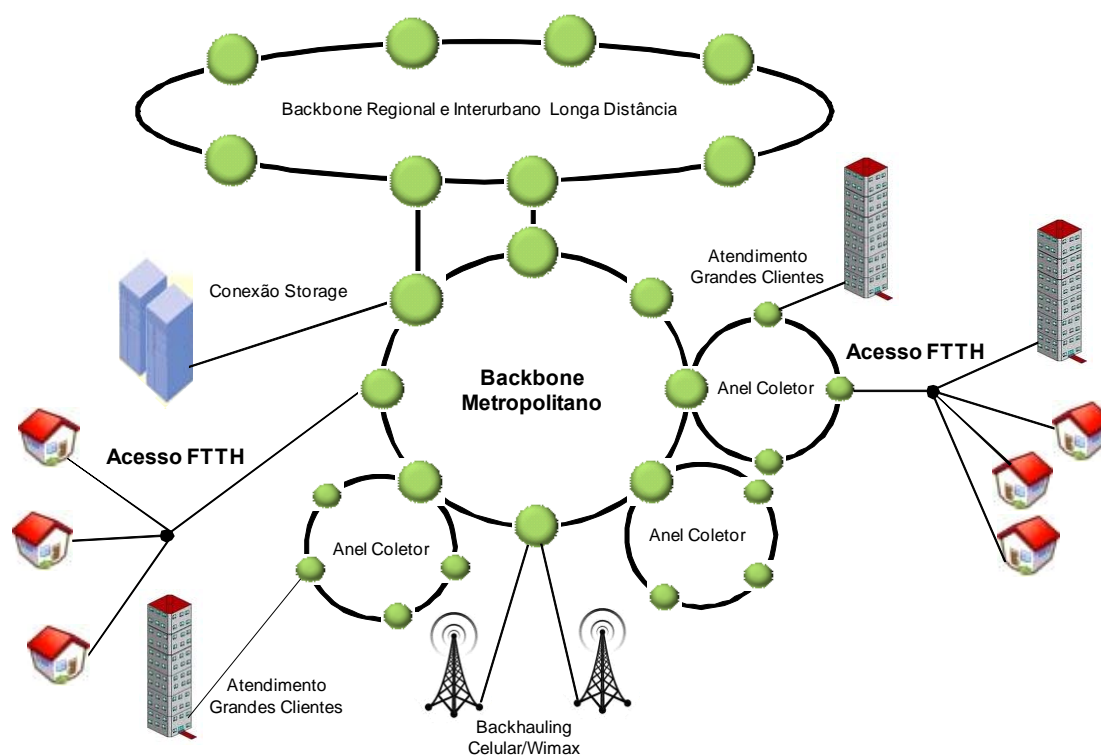 Backbone Regional e Interurbano Longa Distância
Atendimento
Grandes Clientes
Conexão Storage
Backbone
Metropolitano
Anel Coletor
Acesso FTTH
Acesso FTTH
Anel Coletor
Anel Coletor
Atendimento
Grandes Clientes
Backhauling
Celular/Wimax